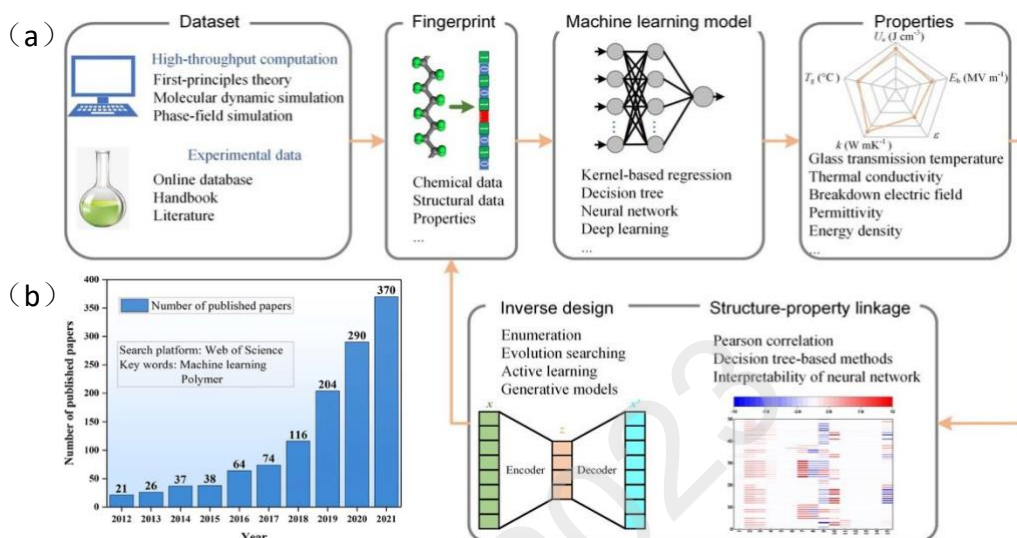 (a)
Dataset
High-throughput computation
First-principles theory
Molecular dynamic simulation
Phase-field simulation
Experimental data
Online database
Handbook
Literature
Fingerprint
Chemical data
Structural data
Properties
...
Machine learning model
Kernel-based regression
Decision tree
Neural network
Deep learning
...
Properties
Uₑ (J cm⁻³)
T_g (°C)
E_b (MV m⁻¹)
k (W mK⁻¹)
ε
Glass transmission temperature
Thermal conductivity
Breakdown electric field
Permittivity
Energy density
...
(b)
Number of published papers
400
350
300
250
200
150
100
50
0
Number of published papers
Search platform: Web of Science
Key words: Machine learning
Polymer
21 26 37 38 64 74 116 204 290 370
2012 2013 2014 2015 2016 2017 2018 2019 2020 2021
Year
Inverse design
Enumeration
Evolution searching
Active learning
Generative models
x
z
x'
Encoder
Decoder
Structure-property linkage
Pearson correlation
Decision tree-based methods
Interpretability of neural network
2023